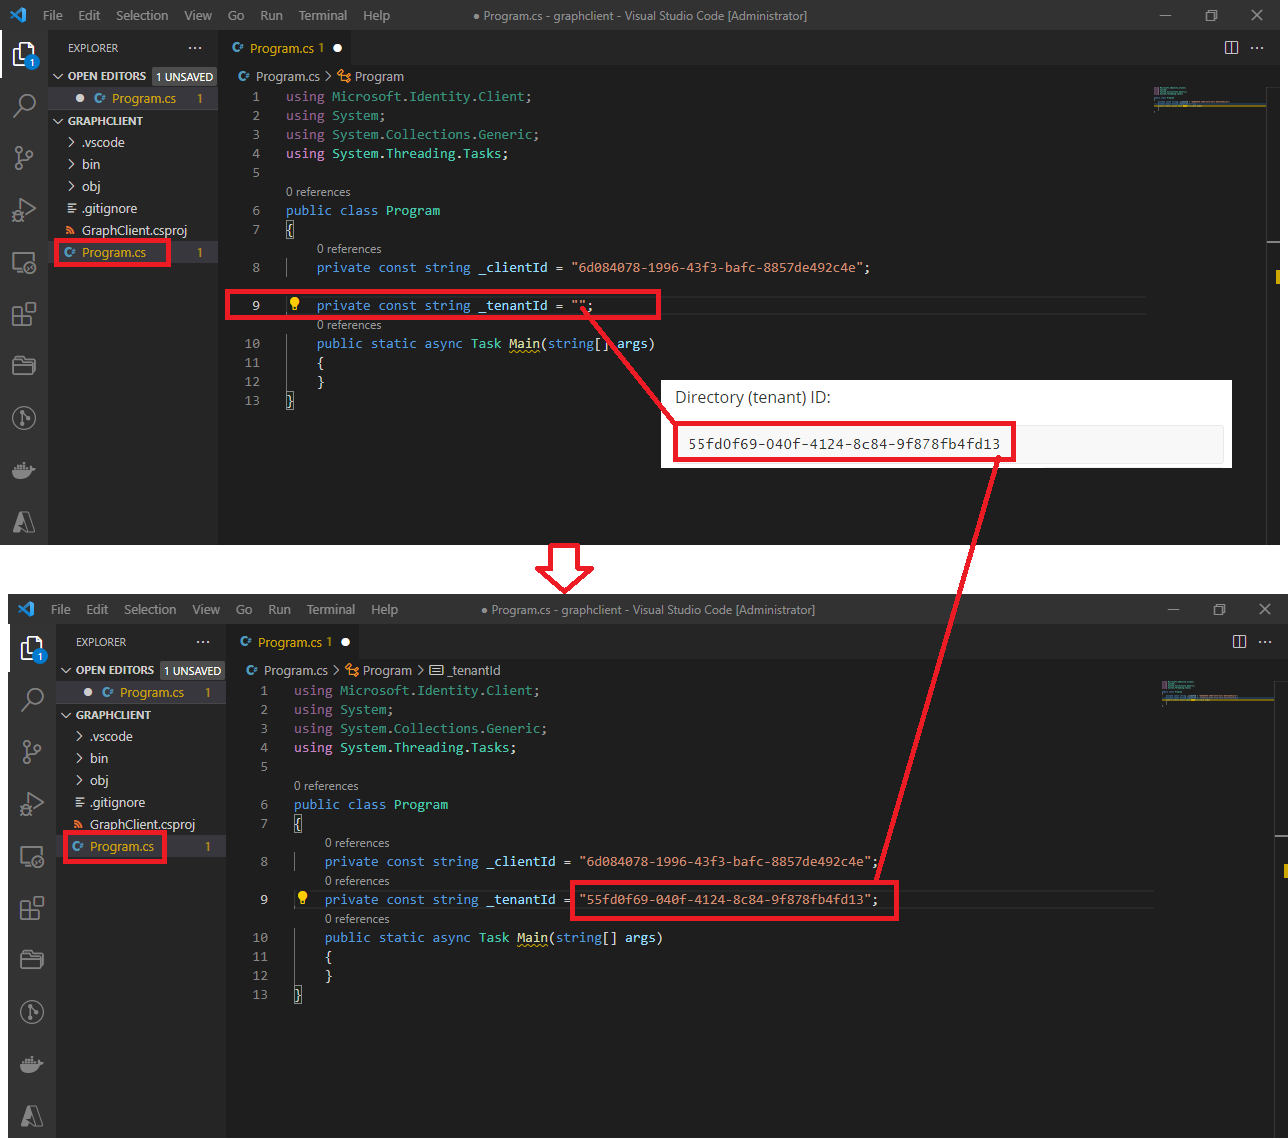 File Edit Selection View Go Run Terminal Help ● Program.cs - graphclient - Visual Studio Code [Administrator]
EXPLORER ···
C# Program.cs 1 ●
OPEN EDITORS 1 UNSAVED
● C# Program.cs 1
GRAPHCLIENT
> .vscode
> bin
> obj
.gitignore
GraphClient.csproj
C# Program.cs 1
1
C# Program.cs > Program
1 using Microsoft.Identity.Client;
2 using System;
3 using System.Collections.Generic;
4 using System.Threading.Tasks;
5
0 references
6 public class Program
7 {
0 references
8 private const string _clientId = "6d084078-1996-43f3-bafc-8857de492c4e";
9 private const string _tenantId = "";
0 references
10 public static async Task Main(string[] args)
11 {
12 }
13 }
Directory (tenant) ID:
55fd0f69-040f-4124-8c84-9f878fb4fd13
File Edit Selection View Go Run Terminal Help ● Program.cs - graphclient - Visual Studio Code [Administrator]
EXPLORER ···
C# Program.cs 1 ●
OPEN EDITORS 1 UNSAVED
● C# Program.cs 1
GRAPHCLIENT
> .vscode
> bin
> obj
.gitignore
GraphClient.csproj
C# Program.cs 1
1
C# Program.cs > Program > _tenantId
1 using Microsoft.Identity.Client;
2 using System;
3 using System.Collections.Generic;
4 using System.Threading.Tasks;
5
0 references
6 public class Program
7 {
0 references
8 private const string _clientId = "6d084078-1996-43f3-bafc-8857de492c4e";
0 references
9 private const string _tenantId = "55fd0f69-040f-4124-8c84-9f878fb4fd13";
0 references
10 public static async Task Main(string[] args)
11 {
12 }
13 }